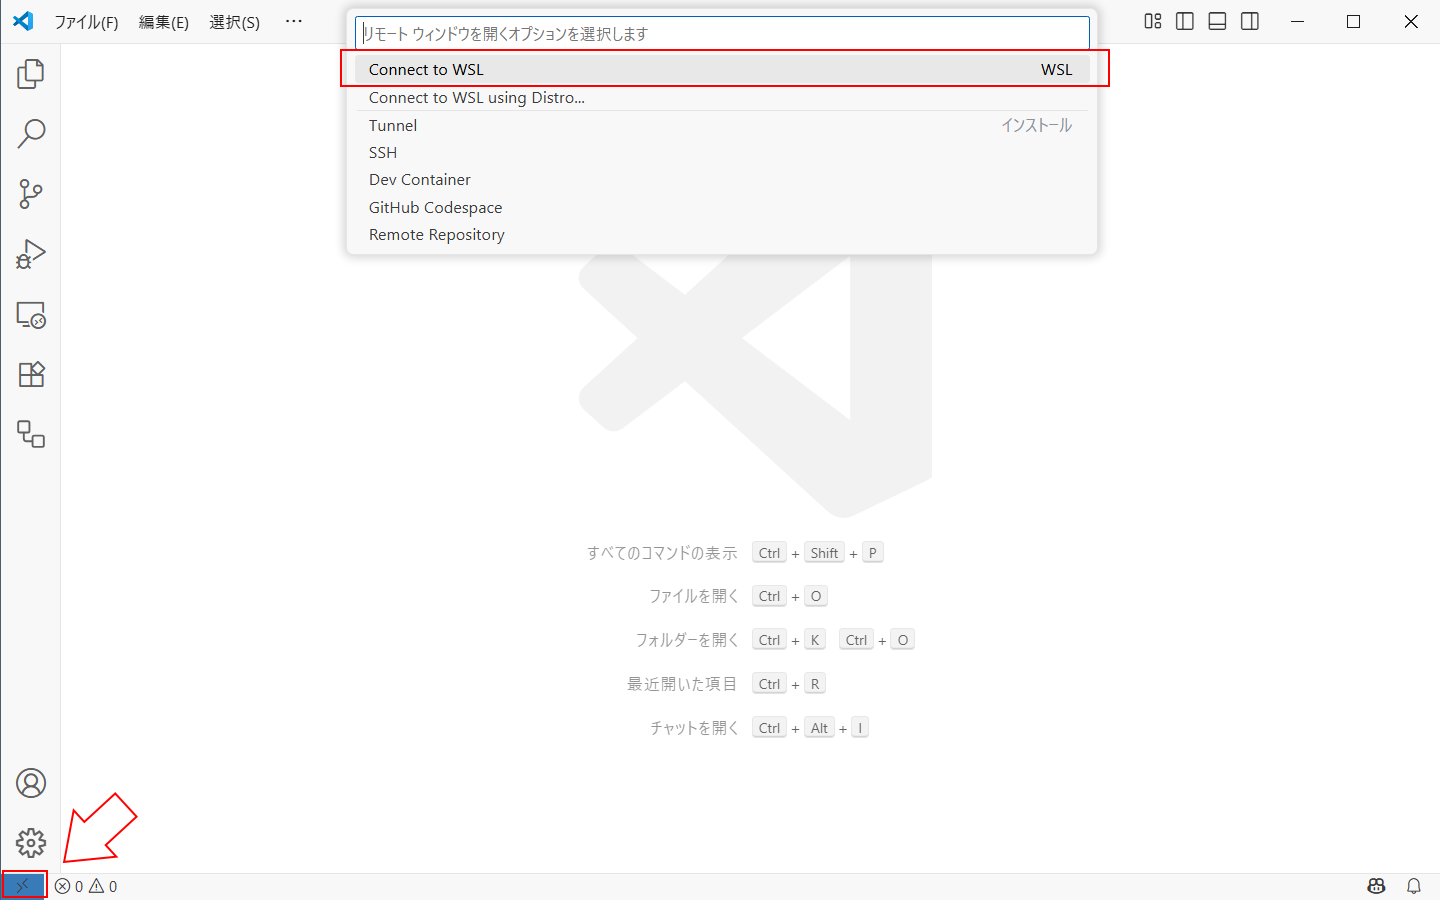 ファイル(F) 編集(E) 選択(S) ···
リモート ウィンドウを開くオプションを選択します
Connect to WSL WSL
Connect to WSL using Distro...
Tunnel インストール
SSH
Dev Container
GitHub Codespace
Remote Repository
すべてのコマンドの表示 Ctrl + Shift + P
ファイルを開く Ctrl + O
フォルダーを開く Ctrl + K Ctrl + O
最近開いた項目 Ctrl + R
チャットを開く Ctrl + Alt + I
0 0